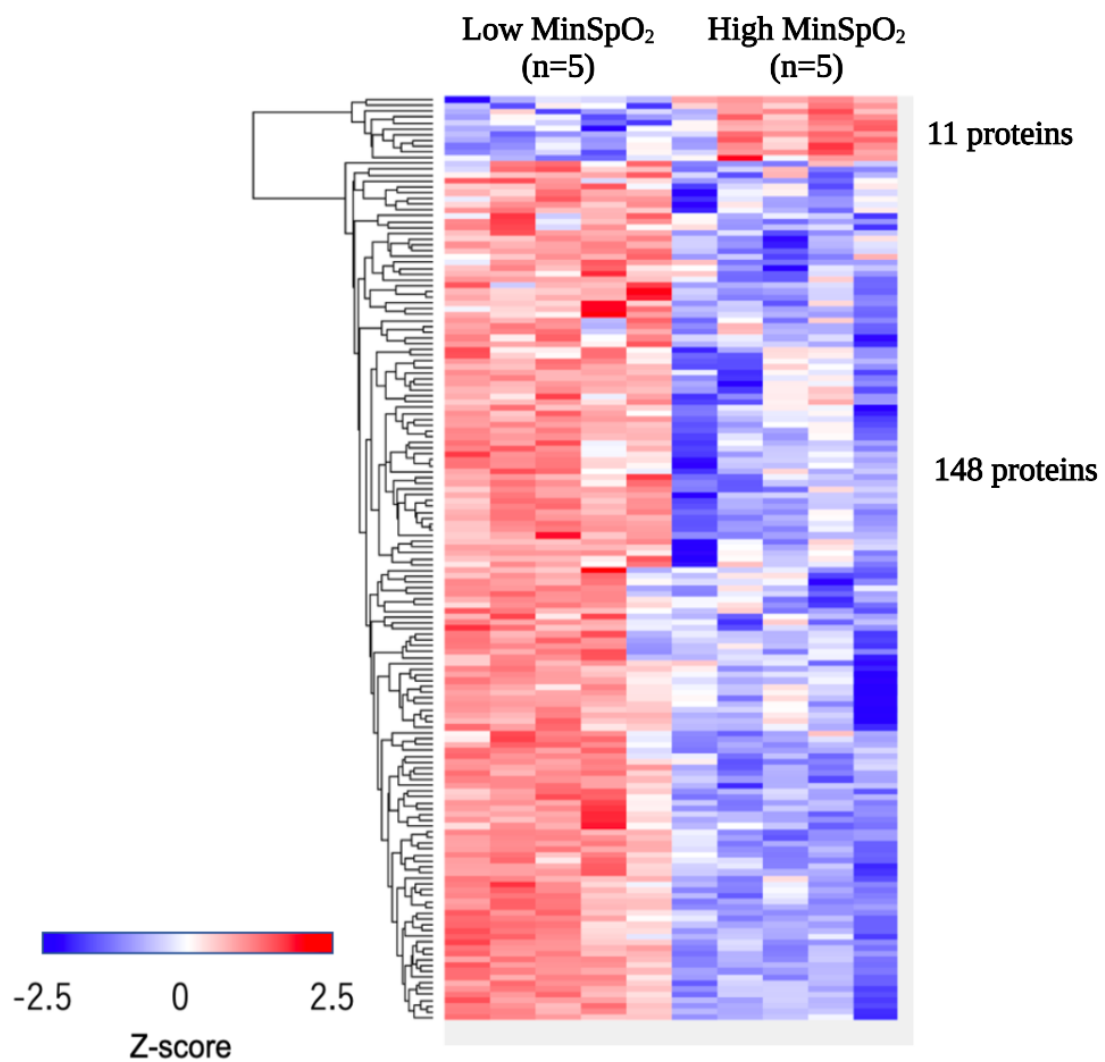 Low MinSpO₂
(n=5)
High MinSpO₂
(n=5)
11 proteins
148 proteins
-2.5 0 2.5
Z-score